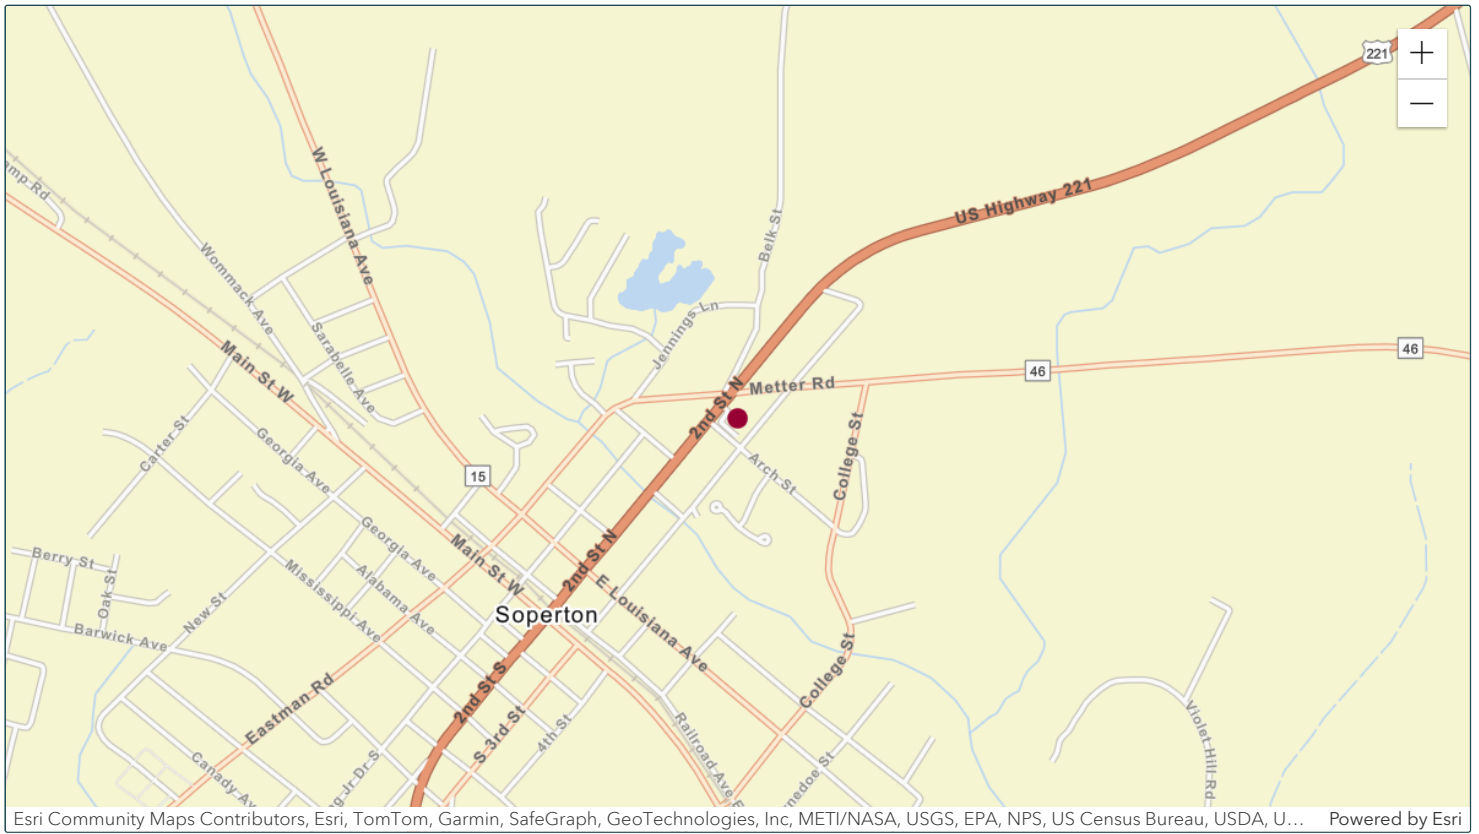 221
+
−
W Louisiana Ave
US Highway 221
Belk St
Wommack Ave
Jennings Ln
Sarabelle Ave
Main St W
46
46
2nd St N
Metter Rd
Carter St
Georgia Ave
15
Arch St
College St
Georgia Ave
Main St W
2nd St N
Berry St
Oak St
Mississippi Ave
Alabama Ave
E Louisiana Ave
New St
Soperton
Barwick Ave
College St
Eastman Rd
2nd St S
S 3rd St
4th St
Railroad Ave E
Violet Hill Rd
Canady Av
Jr Dr S
Esri Community Maps Contributors, Esri, TomTom, Garmin, SafeGraph, GeoTechnologies, Inc, METI/NASA, USGS, EPA, NPS, US Census Bureau, USDA, U... Powered by Esri